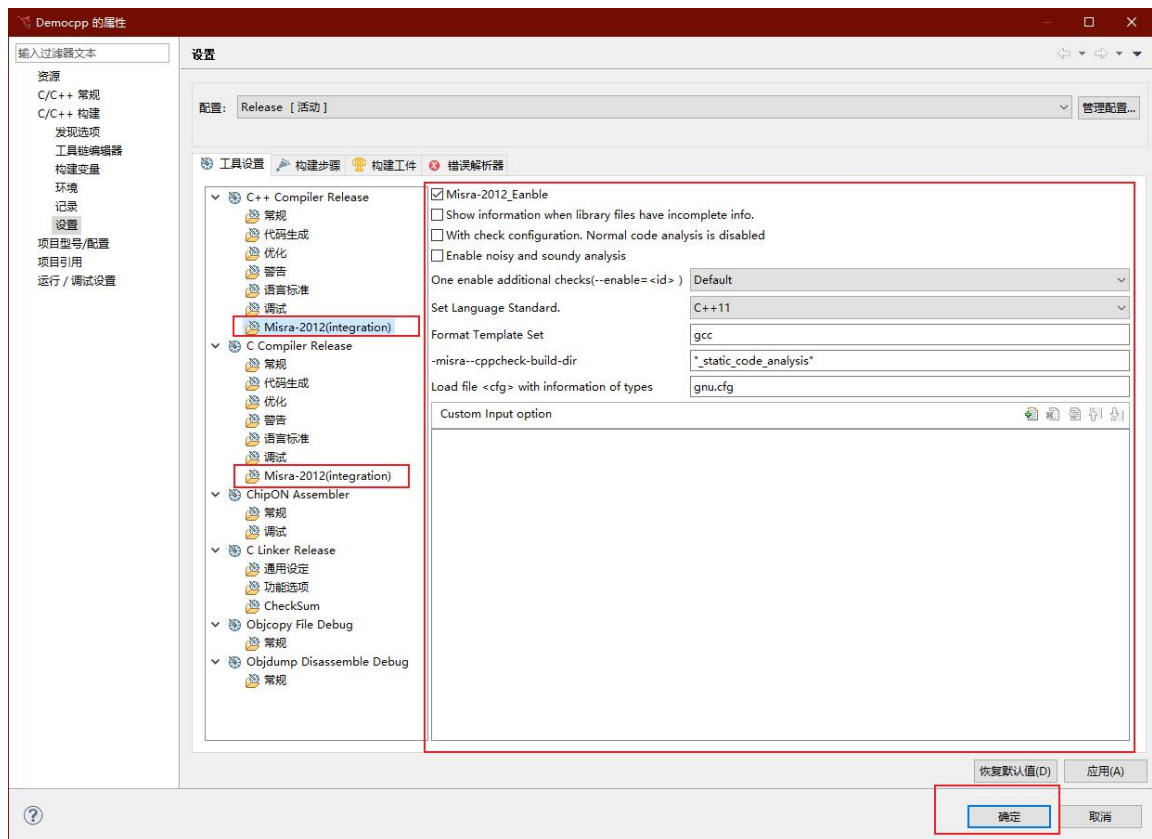 Democpp 的属性
输入过滤器文本
资源
C/C++ 常规
C/C++ 构建
发现选项
工具链编辑器
构建变量
环境
记录
设置
项目型号/配置
项目引用
运行 / 调试设置
设置
配置: Release [ 活动 ]
管理配置...
工具设置 构建步骤 构建工件 错误解析器
C++ Compiler Release
常规
代码生成
优化
警告
语言标准
调试
Misra-2012(integration)
C Compiler Release
常规
代码生成
优化
警告
语言标准
调试
Misra-2012(integration)
ChipON Assembler
常规
调试
C Linker Release
通用设定
功能选项
CheckSum
Objcopy File Debug
常规
Objdump Disassemble Debug
常规
Misra-2012_Eanble
Show information when library files have incomplete info.
With check configuration. Normal code analysis is disabled
Enable noisy and soundy analysis
One enable additional checks(--enable=<id> ) Default
Set Language Standard. C++11
Format Template Set gcc
-misra--cppcheck-build-dir "_static_code_analysis"
Load file <cfg> with information of types gnu.cfg
Custom Input option
恢复默认值(D) 应用(A)
确定 取消